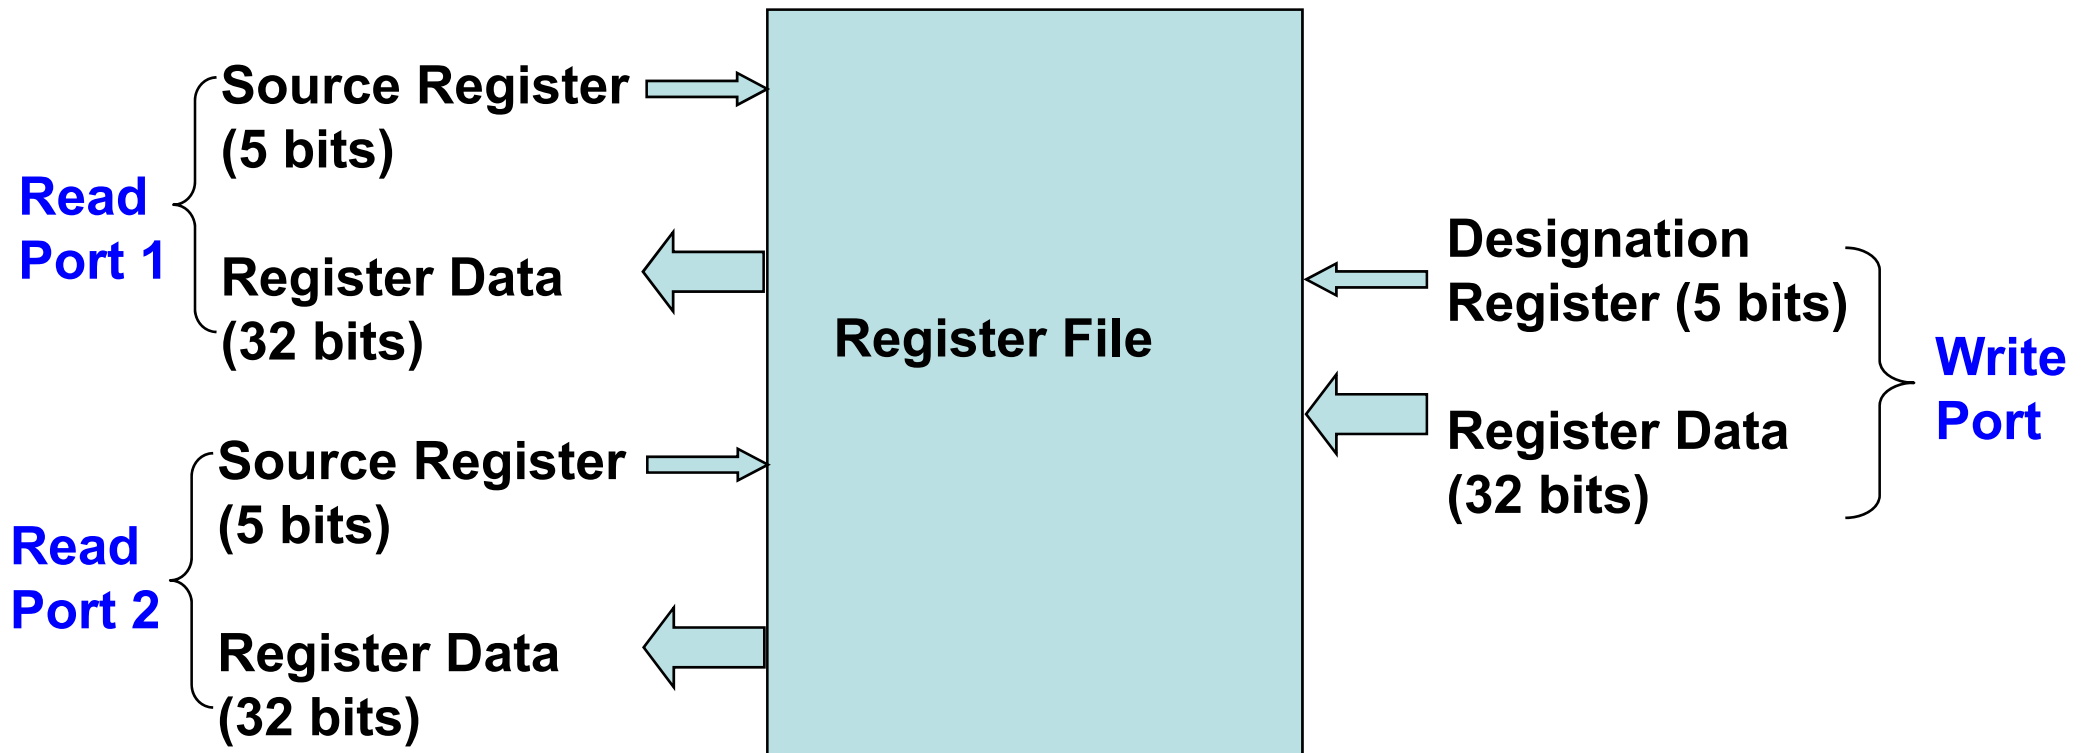 Read
Port 1
Source Register
(5 bits)
Register Data
(32 bits)
Read
Port 2
Source Register
(5 bits)
Register Data
(32 bits)
Register File
Designation
Register (5 bits)
Register Data
(32 bits)
Write
Port